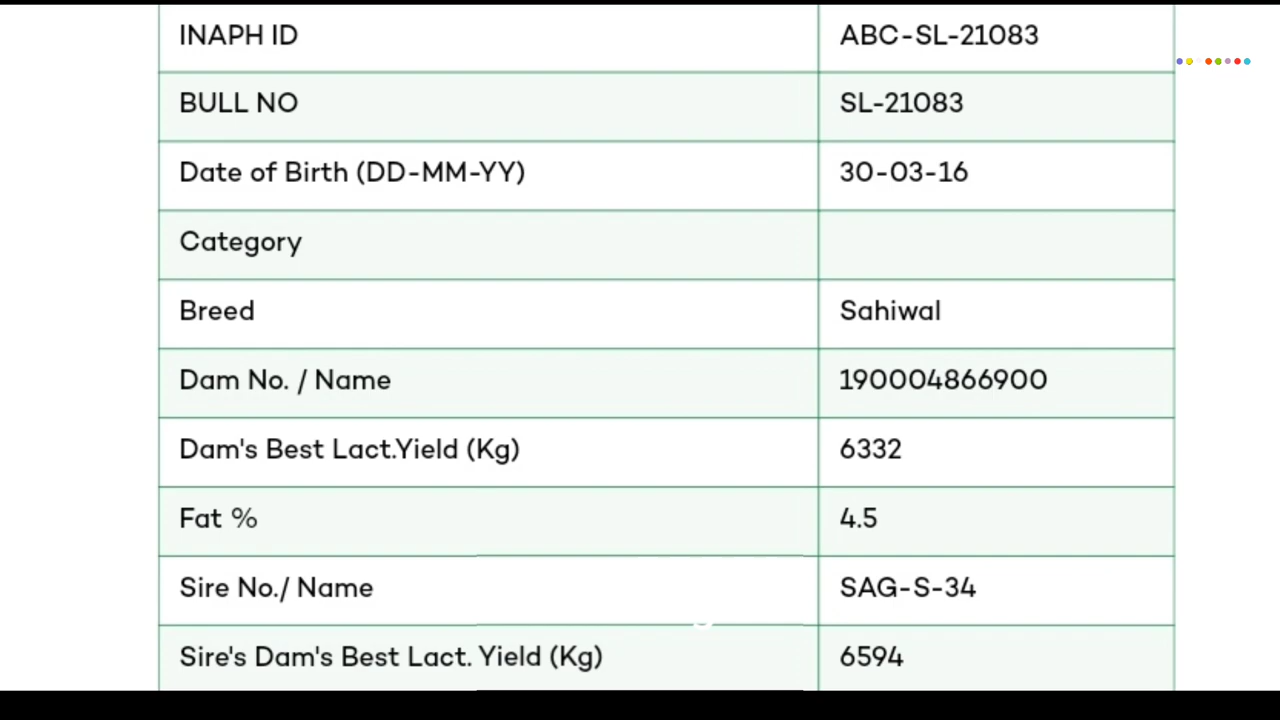 INAPH ID ABC-SL-21083
BULL NO SL-21083
Date of Birth (DD-MM-YY) 30-03-16
Category
Breed Sahiwal
Dam No. / Name 190004866900
Dam's Best Lact.Yield (Kg) 6332
Fat % 4.5
Sire No./ Name SAG-S-34
Sire's Dam's Best Lact. Yield (Kg) 6594